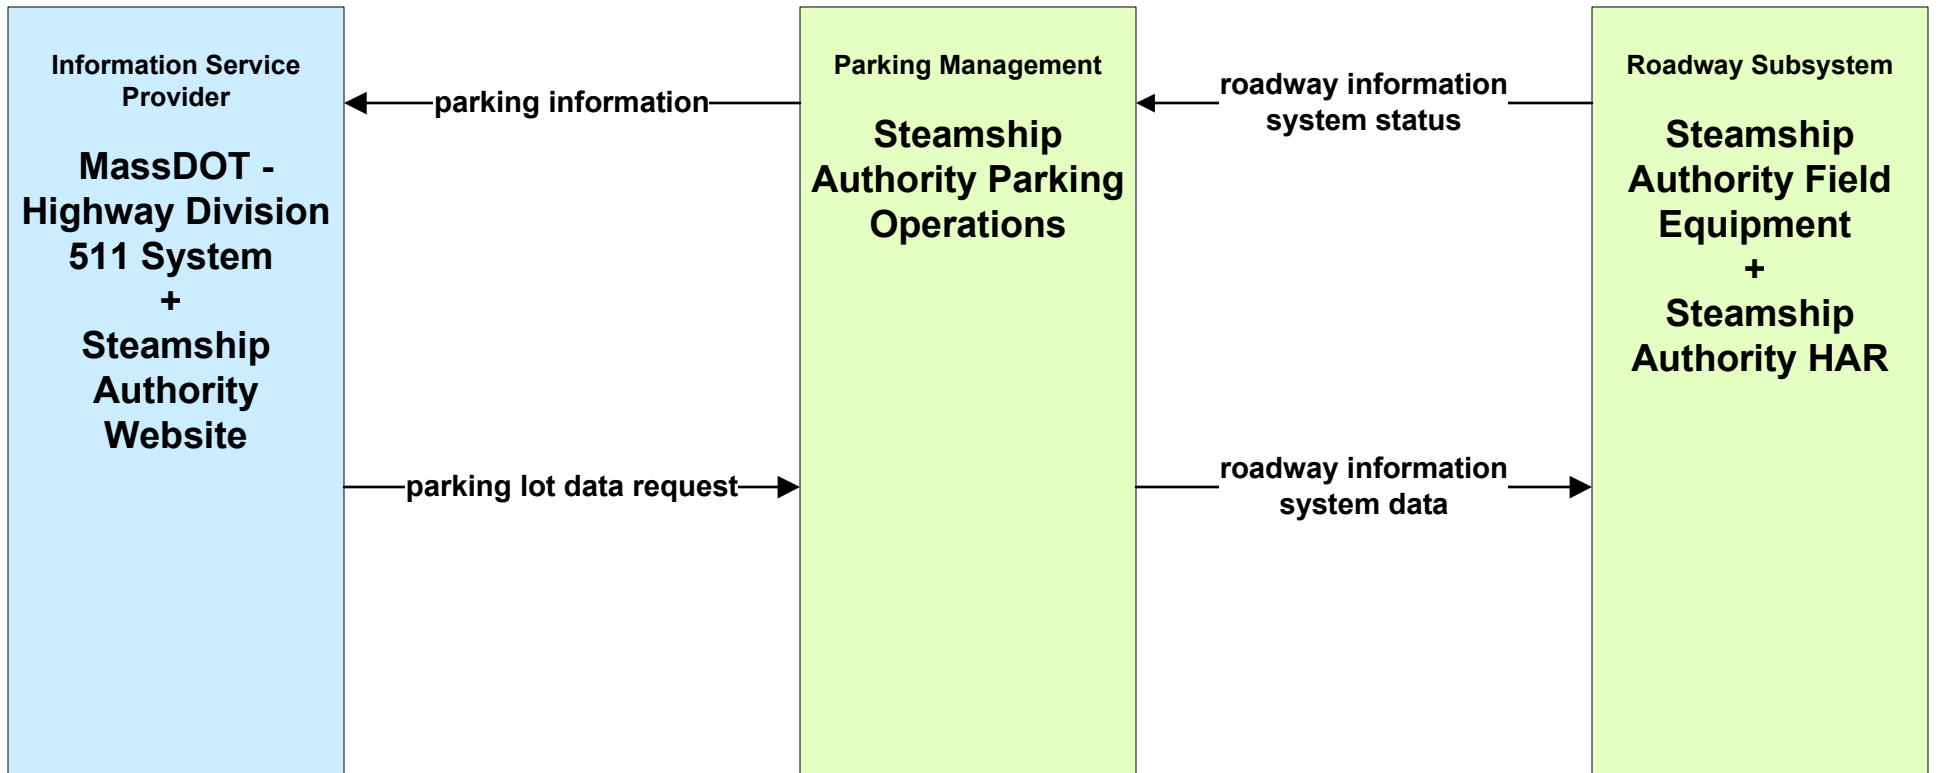 Information Service
Provider
MassDOT -
Highway Division
511 System
+
Steamship
Authority
Website
parking information
parking lot data request
Parking Management
Steamship
Authority Parking
Operations
roadway information
system status
roadway information
system data
Roadway Subsystem
Steamship
Authority Field
Equipment
+
Steamship
Authority HAR